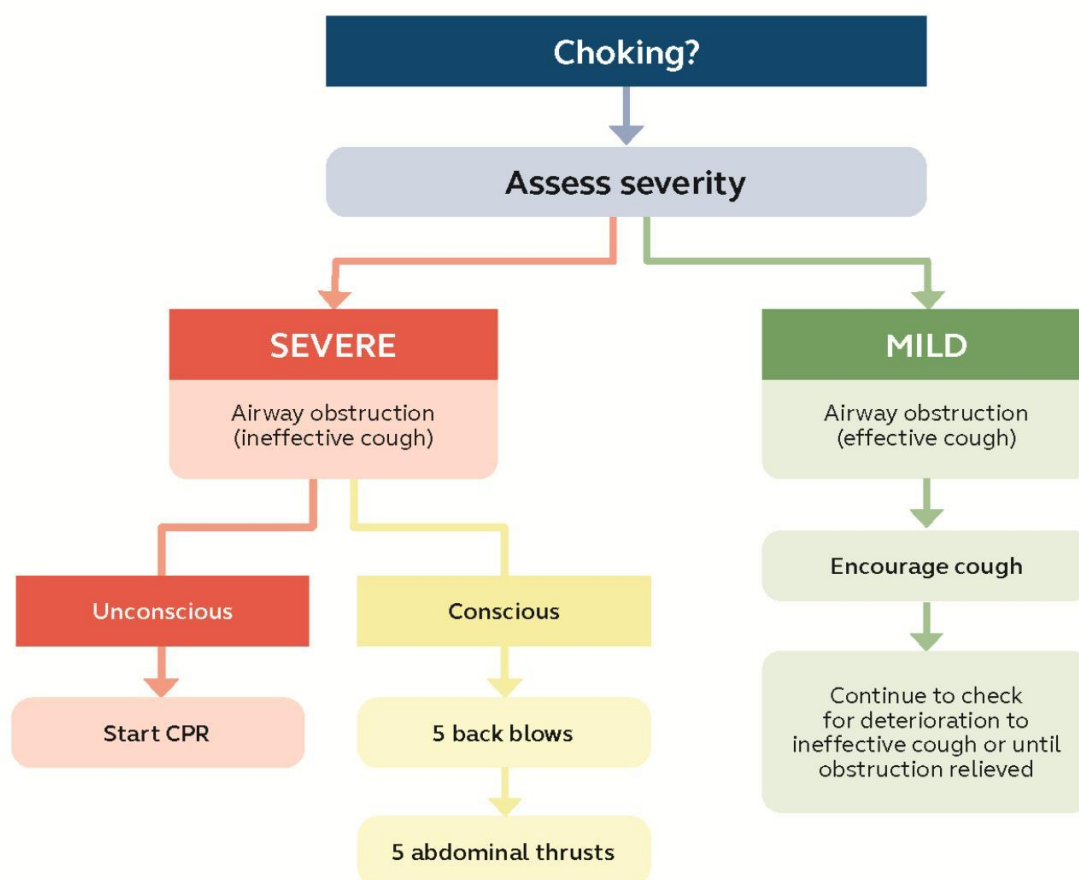 Choking?
Assess severity
SEVERE
Airway obstruction
(ineffective cough)
MILD
Airway obstruction
(effective cough)
Unconscious
Start CPR
Conscious
5 back blows
5 abdominal thrusts
Encourage cough
Continue to check
for deterioration to
ineffective cough or until
obstruction relieved